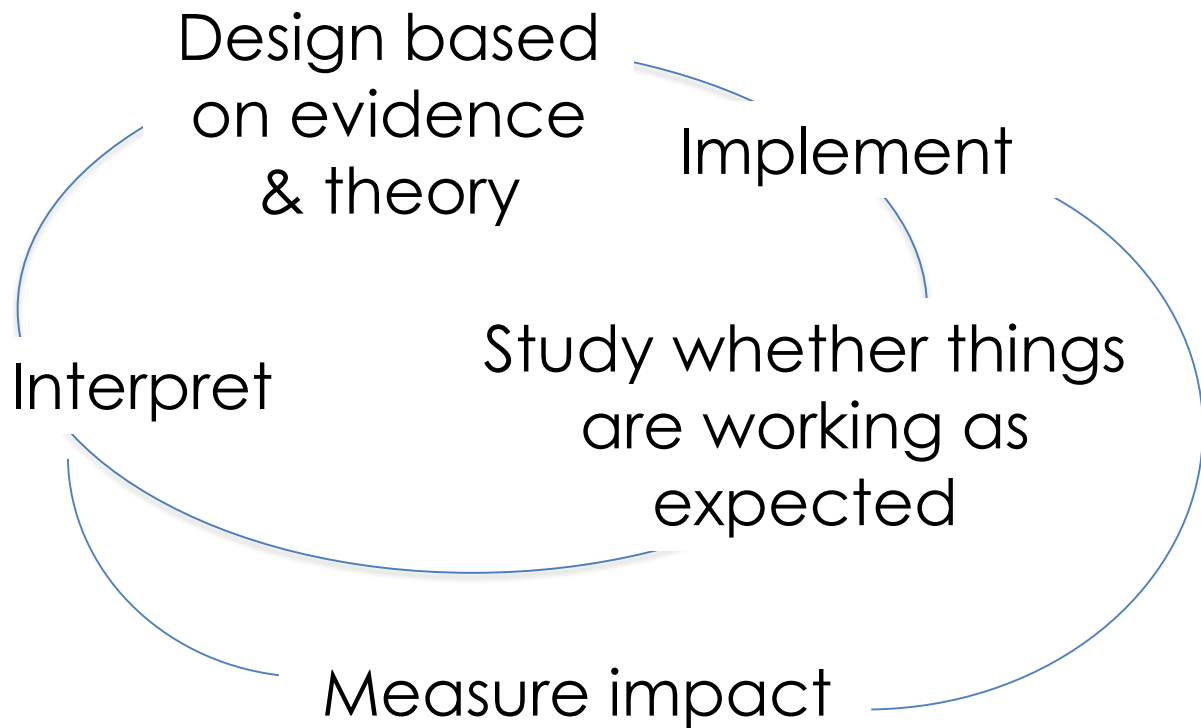 Design based
on evidence
& theory
Implement
Study whether things
are working as
expected
Interpret
Measure impact